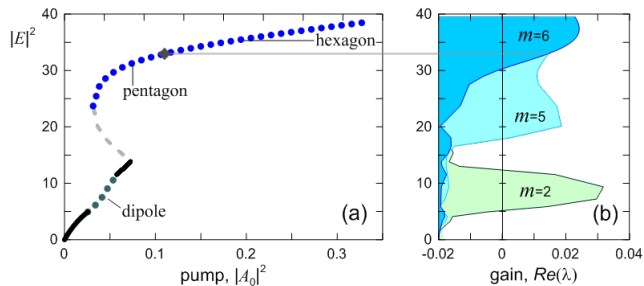 |E|²
40
30
20
10
0
hexagon
pentagon
dipole
(a)
0 0.1 0.2 0.3
pump, |A₀|²
40
30
20
10
0
m=6
m=5
m=2
(b)
-0.02 0 0.02 0.04
gain, Re(λ)